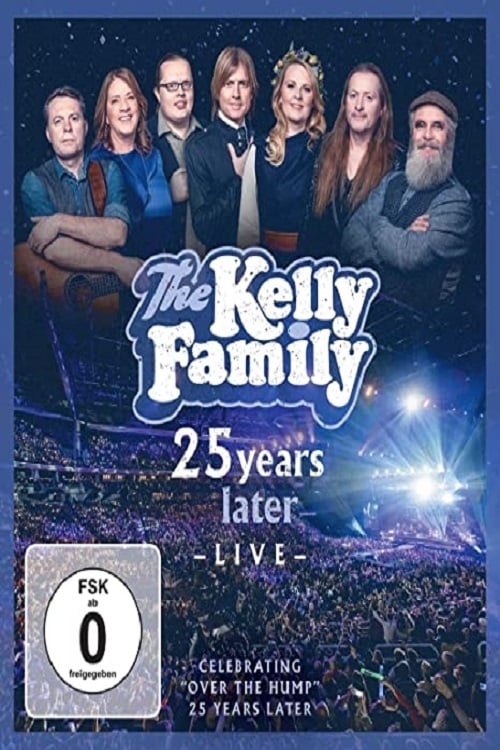 The Kelly
Family
25 years
later
- LIVE -
FSK
ab
0
freigegeben
CELEBRATING
"OVER THE HUMP"
25 YEARS LATER